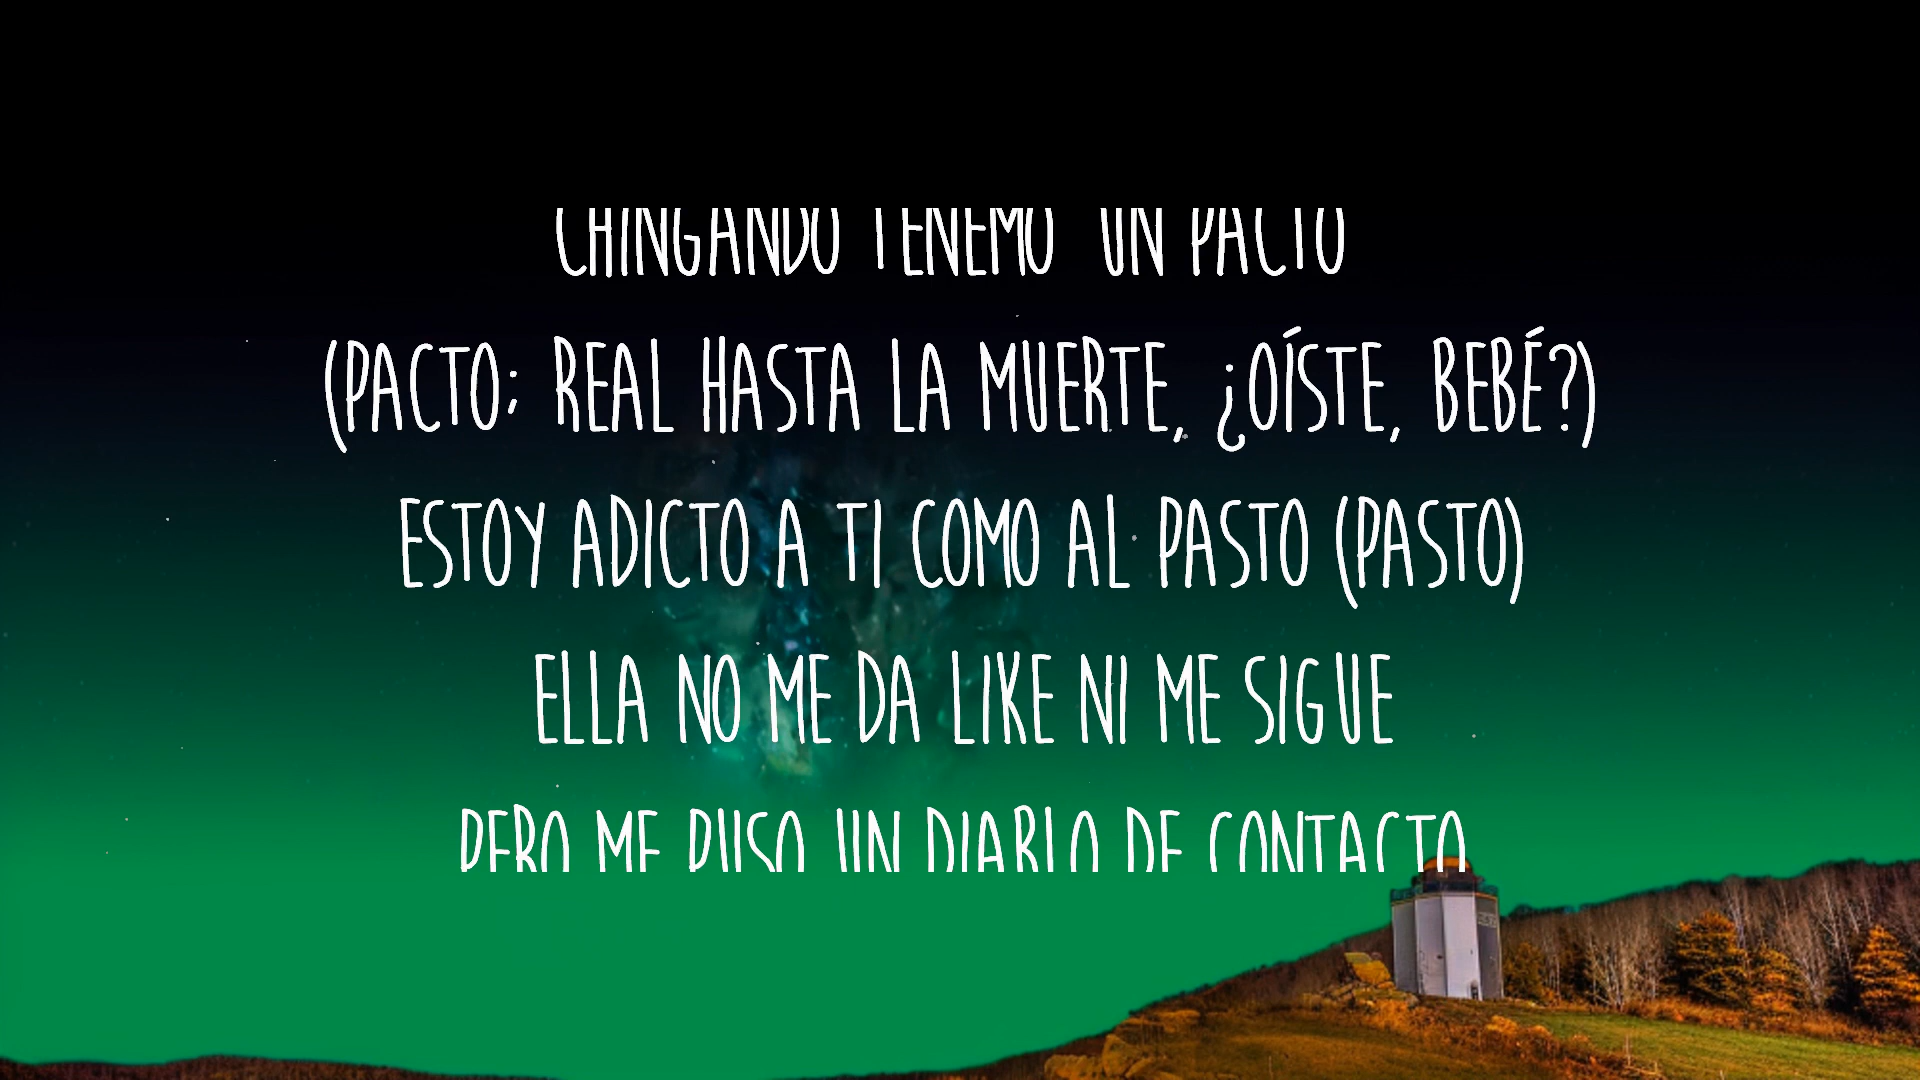 CHINGANDO TENEMO' UN PACTO
(PACTO; REAL HASTA LA MUERTE, ¿OÍSTE, BEBÉ?)
ESTOY ADICTO A TI COMO AL PASTO (PASTO)
ELLA NO ME DA LIKE NI ME SIGUE
PERO ME PUSO UN DIARIO DE CONTACTO